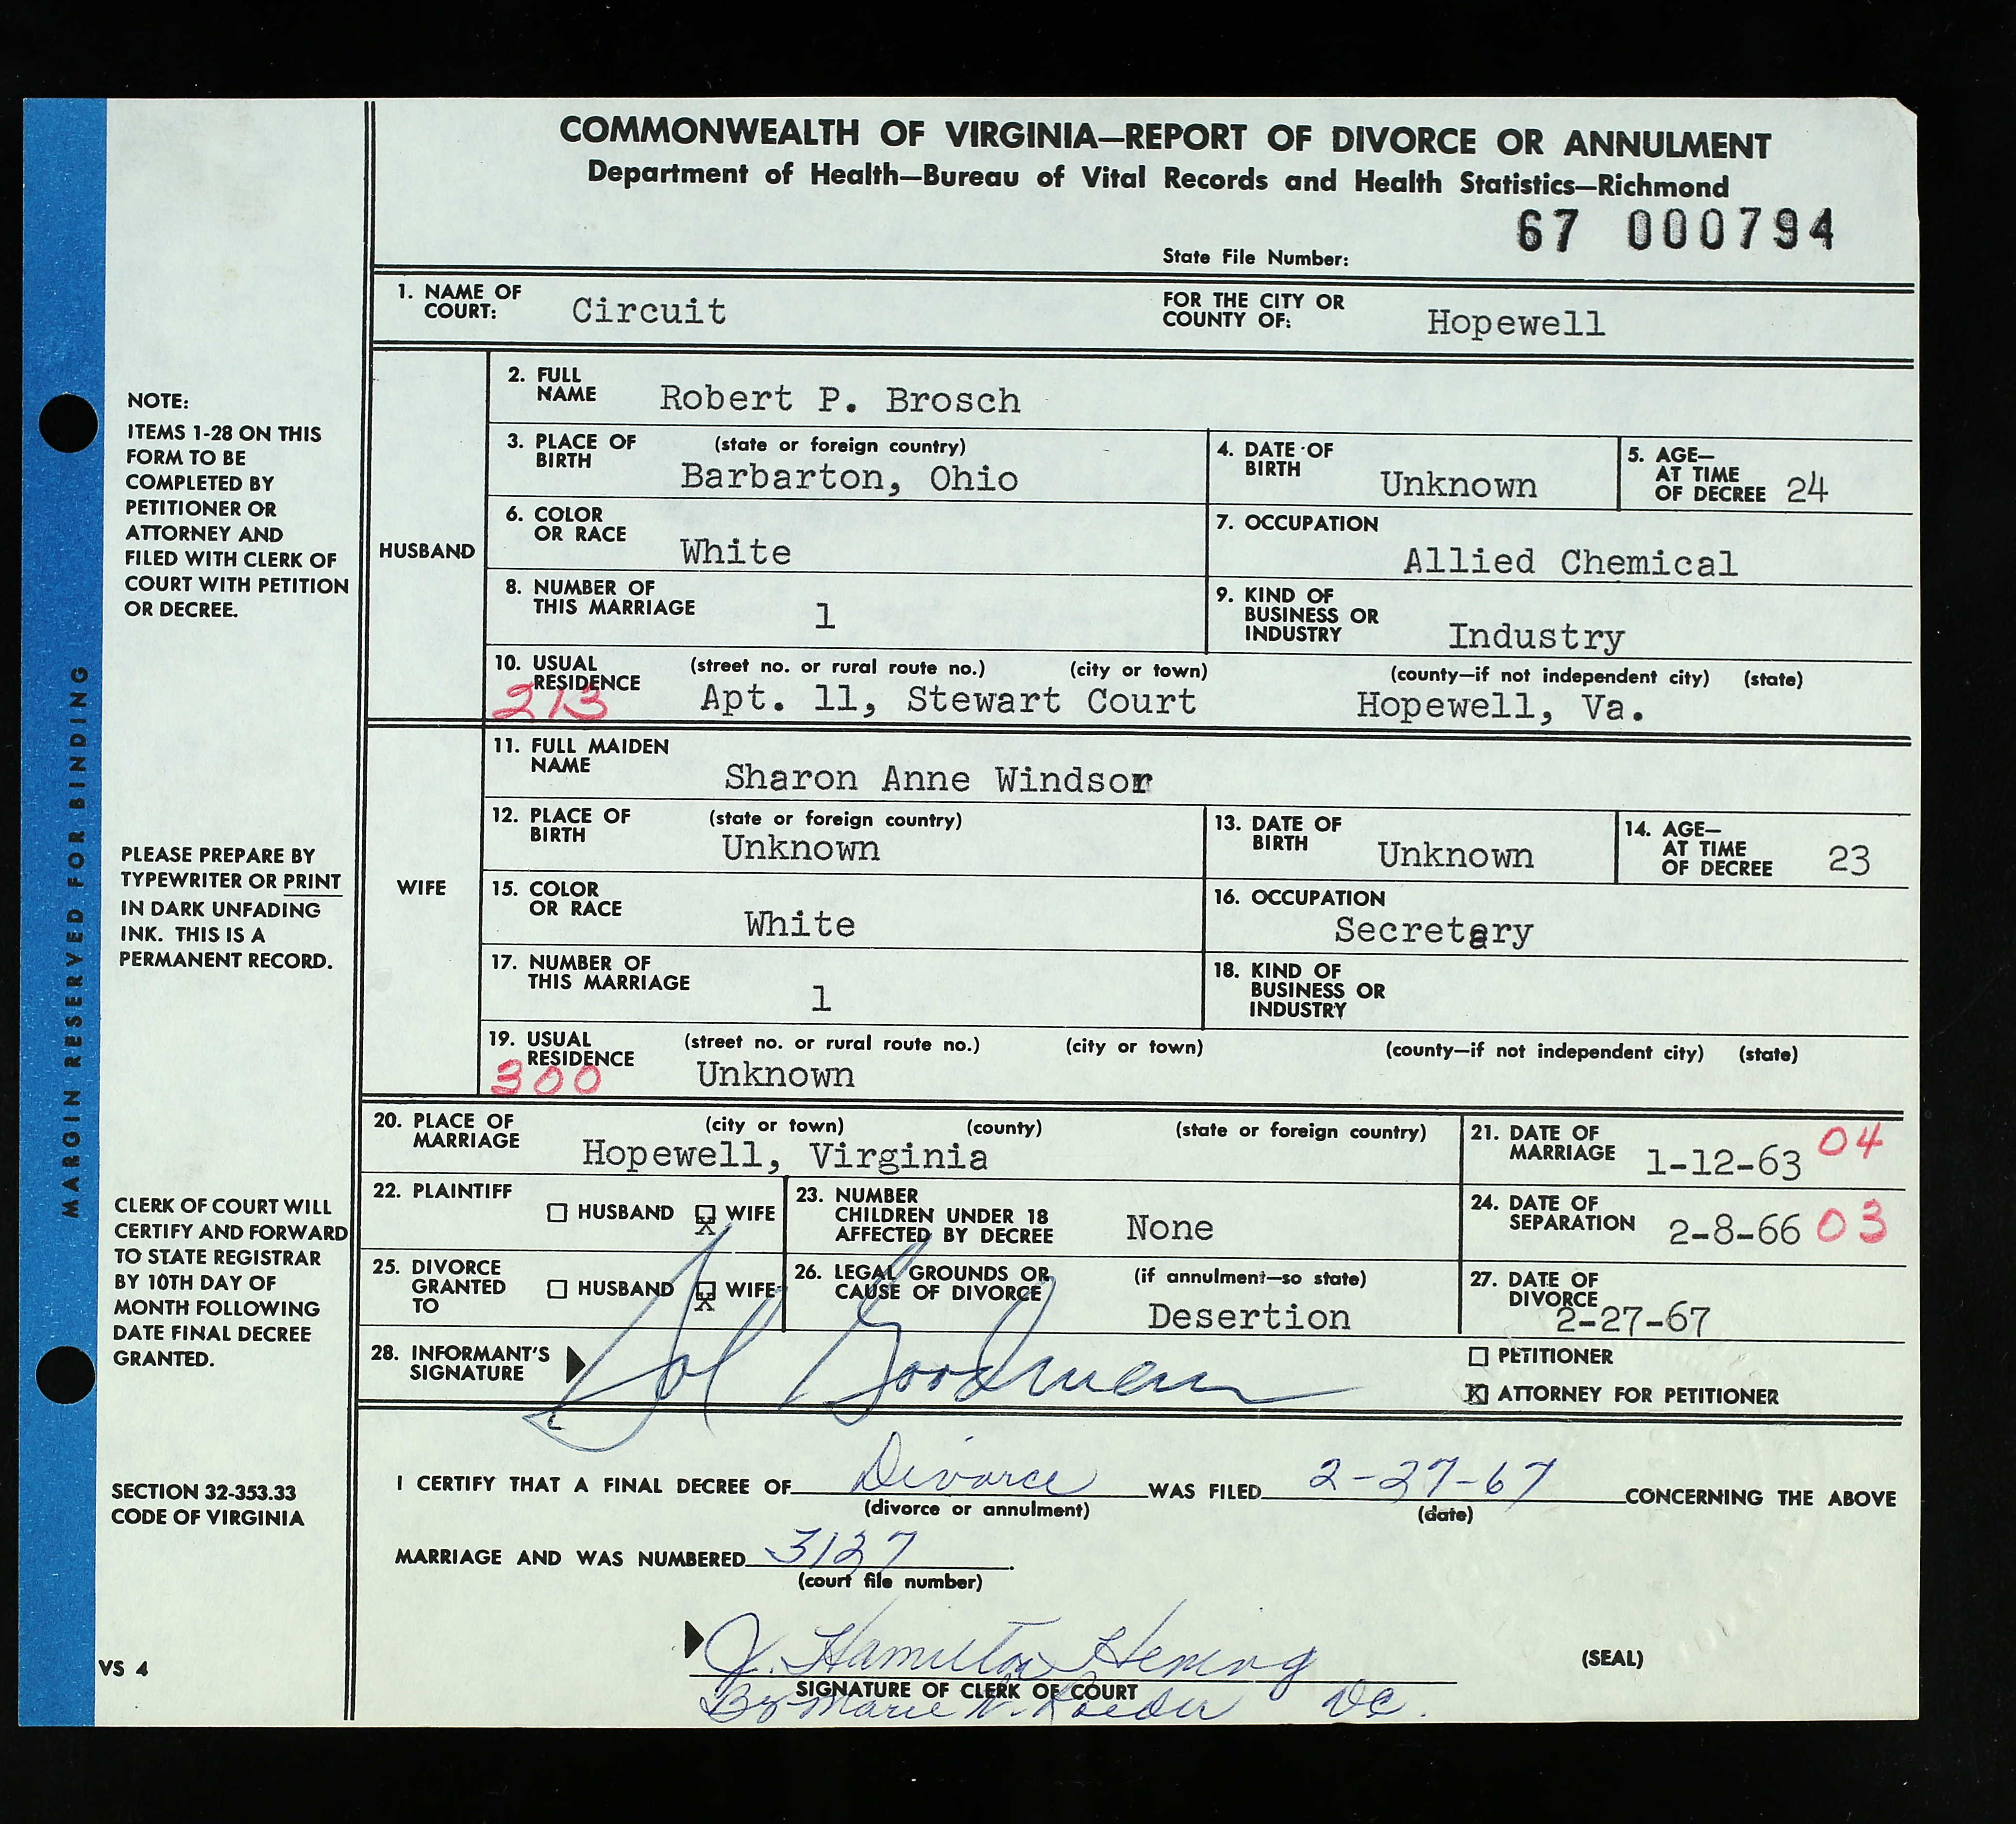 COMMONWEALTH OF VIRGINIA—REPORT OF DIVORCE OR ANNULMENT
Department of Health—Bureau of Vital Records and Health Statistics—Richmond
67 000794
State File Number:
1. NAME OF COURT: Circuit FOR THE CITY OR COUNTY OF: Hopewell
HUSBAND
2. FULL NAME Robert P. Brosch
3. PLACE OF BIRTH (state or foreign country) Barbarton, Ohio
4. DATE OF BIRTH Unknown
5. AGE— AT TIME OF DECREE 24
6. COLOR OR RACE White
7. OCCUPATION Allied Chemical
8. NUMBER OF THIS MARRIAGE 1
9. KIND OF BUSINESS OR INDUSTRY Industry
10. USUAL RESIDENCE (street no. or rural route no.) (city or town) (county—if not independent city) (state)
213 Apt. 11, Stewart Court Hopewell, Va.
WIFE
11. FULL MAIDEN NAME Sharon Anne Windsor
12. PLACE OF BIRTH (state or foreign country) Unknown
13. DATE OF BIRTH Unknown
14. AGE— AT TIME OF DECREE 23
15. COLOR OR RACE White
16. OCCUPATION Secretary
17. NUMBER OF THIS MARRIAGE 1
18. KIND OF BUSINESS OR INDUSTRY
19. USUAL RESIDENCE (street no. or rural route no.) (city or town) (county—if not independent city) (state)
300 Unknown
20. PLACE OF MARRIAGE (city or town) (county) (state or foreign country) Hopewell, Virginia
21. DATE OF MARRIAGE 1-12-63 04
22. PLAINTIFF HUSBAND X WIFE
23. NUMBER CHILDREN UNDER 18 AFFECTED BY DECREE None
24. DATE OF SEPARATION 2-8-66 03
25. DIVORCE GRANTED TO HUSBAND X WIFE
26. LEGAL GROUNDS OR CAUSE OF DIVORCE (if annulment—so state) Desertion
27. DATE OF DIVORCE 2-27-67
28. INFORMANT'S SIGNATURE Sol Goodman
PETITIONER
X ATTORNEY FOR PETITIONER
I CERTIFY THAT A FINAL DECREE OF Divorce WAS FILED 2-27-67 CONCERNING THE ABOVE
(divorce or annulment) (date)
MARRIAGE AND WAS NUMBERED 3127
(court file number)
J. Hamilton Hening
SIGNATURE OF CLERK OF COURT
(SEAL)
By Marie DC.
MARGIN RESERVED FOR BINDING
NOTE:
ITEMS 1-28 ON THIS
FORM TO BE
COMPLETED BY
PETITIONER OR
ATTORNEY AND
FILED WITH CLERK OF
COURT WITH PETITION
OR DECREE.
PLEASE PREPARE BY
TYPEWRITER OR PRINT
IN DARK UNFADING
INK. THIS IS A
PERMANENT RECORD.
CLERK OF COURT WILL
CERTIFY AND FORWARD
TO STATE REGISTRAR
BY 10TH DAY OF
MONTH FOLLOWING
DATE FINAL DECREE
GRANTED.
SECTION 32-353.33
CODE OF VIRGINIA
VS 4